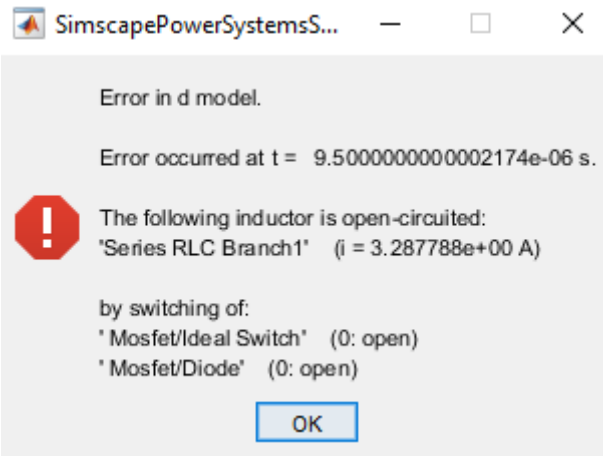 SimscapePowerSystemsS...
Error in d model.
Error occurred at t =   9.5000000000002174e-06 s.
The following inductor is open-circuited:
'Series RLC Branch1'   (i = 3.287788e+00 A)
by switching of:
' Mosfet/Ideal Switch'   (0: open)
' Mosfet/Diode'   (0: open)
OK